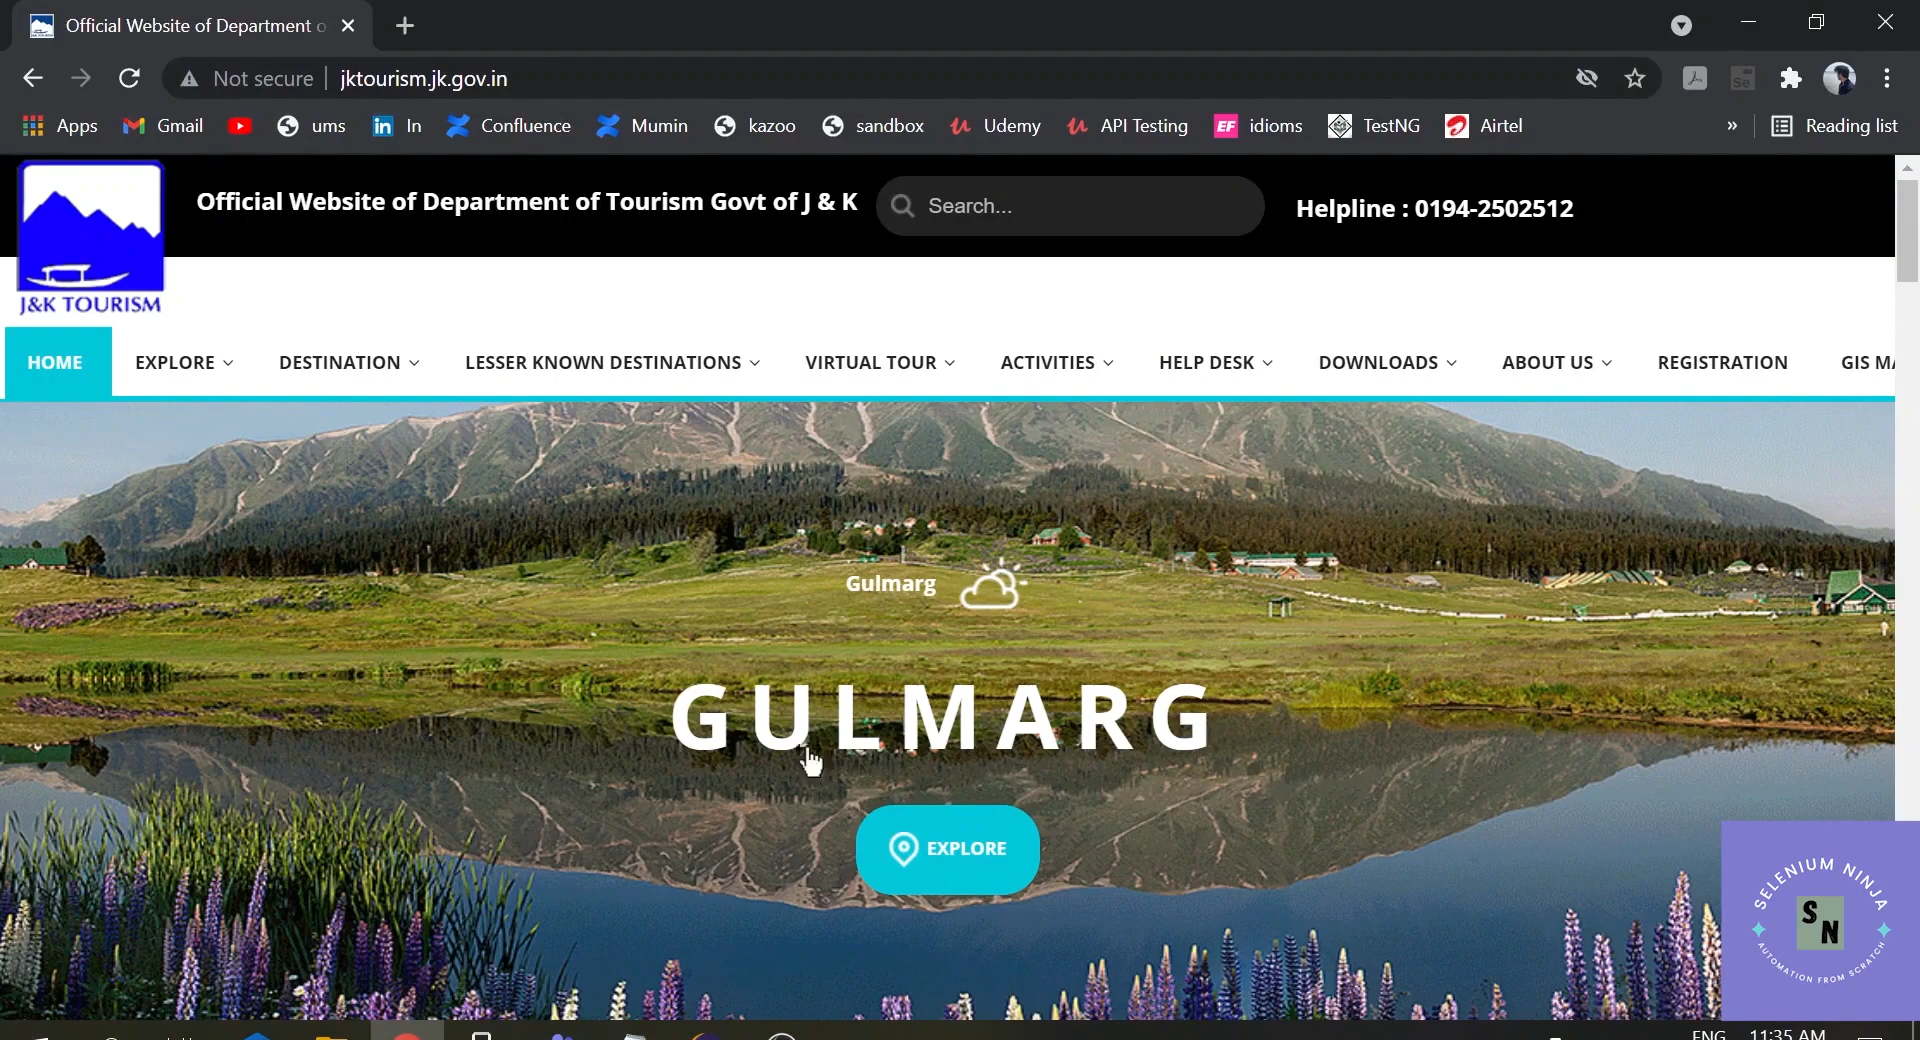 Official Website of Department o
Not secure jktourism.jk.gov.in
Apps Gmail ums in In Confluence Mumin kazoo sandbox Udemy API Testing EF idioms TestNG Airtel » Reading list
Official Website of Department of Tourism Govt of J & K
Search...
Helpline : 0194-2502512
J&K TOURISM
HOME EXPLORE DESTINATION LESSER KNOWN DESTINATIONS VIRTUAL TOUR ACTIVITIES HELP DESK DOWNLOADS ABOUT US REGISTRATION GIS MA
Gulmarg
GULMARG
EXPLORE
SELENIUM NINJA
S
N
AUTOMATION FROM SCRATCH
ENG 11:35 AM